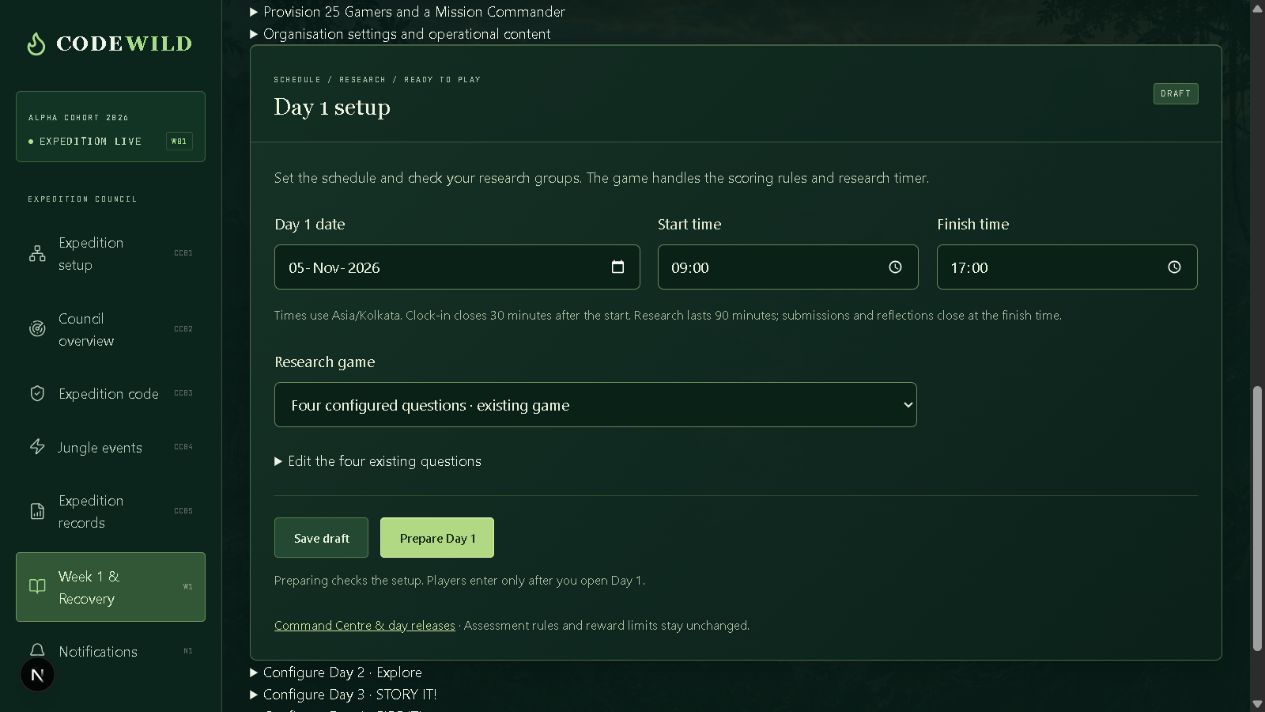 CODEWILD
ALPHA COHORT 2026
EXPEDITION LIVE
W01
EXPEDITION COUNCIL
Expedition
setup
CC01
Council
overview
CC02
Expedition code
CC03
Jungle events
CC04
Expedition
records
CC05
Week 1 &
Recovery
W1
Notifications
N1
N
Provision 25 Gamers and a Mission Commander
Organisation settings and operational content
SCHEDULE / RESEARCH / READY TO PLAY
Day 1 setup
DRAFT
Set the schedule and check your research groups. The game handles the scoring rules and research timer.
Day 1 date
Start time
Finish time
05-Nov-2026
09:00
17:00
Times use Asia/Kolkata. Clock-in closes 30 minutes after the start. Research lasts 90 minutes; submissions and reflections close at the finish time.
Research game
Four configured questions · existing game
Edit the four existing questions
Save draft
Prepare Day 1
Preparing checks the setup. Players enter only after you open Day 1.
Command Centre & day releases · Assessment rules and reward limits stay unchanged.
Configure Day 2 · Explore
Configure Day 3 · STORY IT!